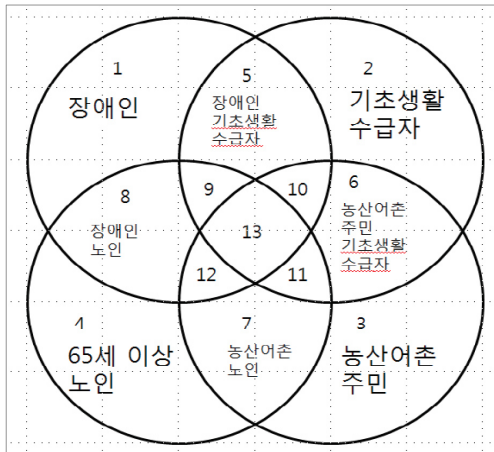 1
장애인
5
장애인
기초생활
수급자
2
기초생활
수급자
8
장애인
노인
9
10
6
농산어촌
주민
기초생활
수급자
13
12
11
4
65세 이상
노인
7
농산어촌
노인
3
농산어촌
주민